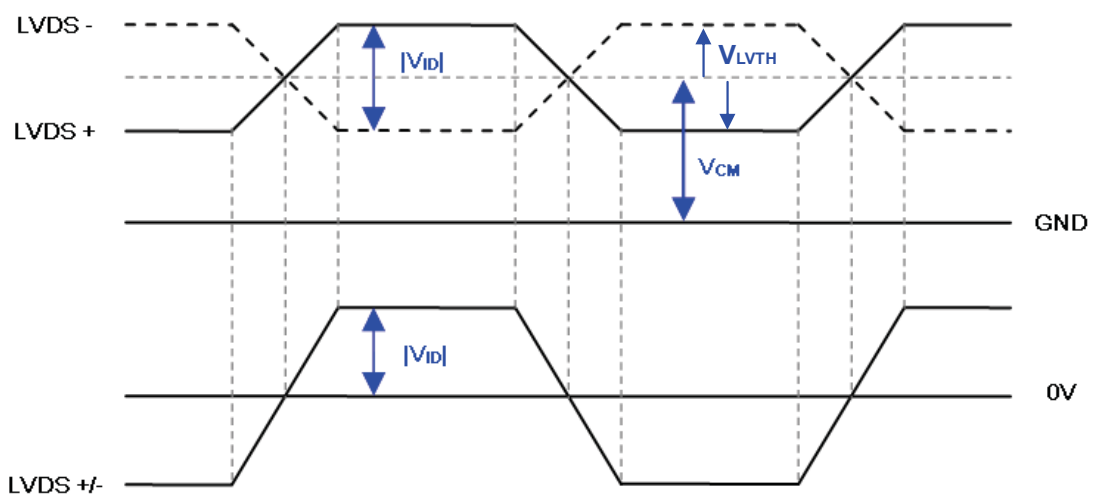 LVDS -
|VID|
VLVTH
LVDS +
VCM
GND
|VID|
0V
LVDS +/-